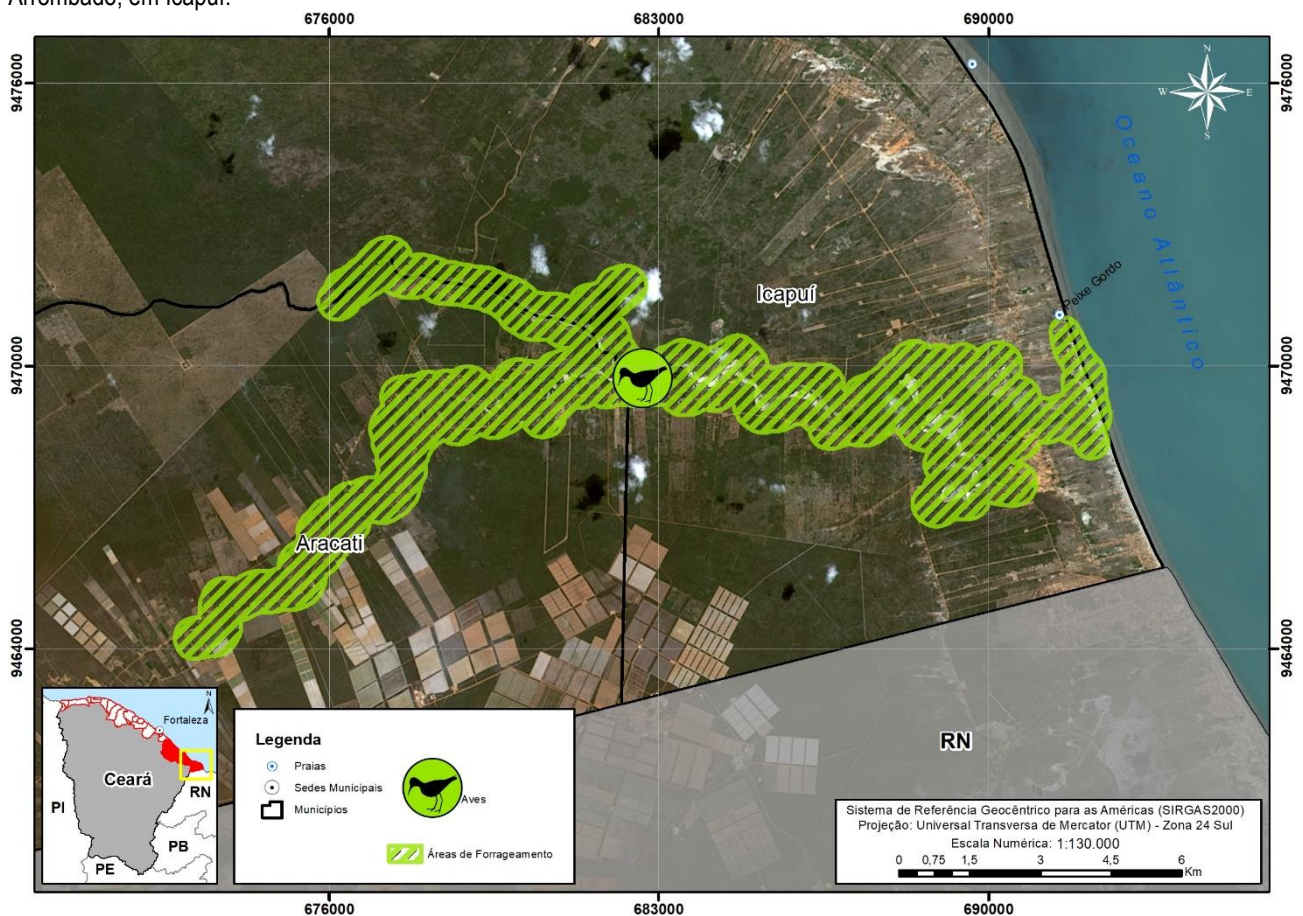 Arrombado, em Icapuí.
676000
683000
690000
9476000
9476000
N
W
E
S
Oceano Atlântico
Peixe Gordo
Icapuí
9470000
9470000
Aracati
9464000
9464000
N
Fortaleza
Ceará
RN
PI
PB
PE
Legenda
Praias
Sedes Municipais
Municípios
Aves
Áreas de Forrageamento
RN
Sistema de Referência Geocêntrico para as Américas (SIRGAS2000)
Projeção: Universal Transversa de Mercator (UTM) - Zona 24 Sul
Escala Numérica: 1:130.000
0 0,75 1,5 3 4,5 6
Km
676000
683000
690000